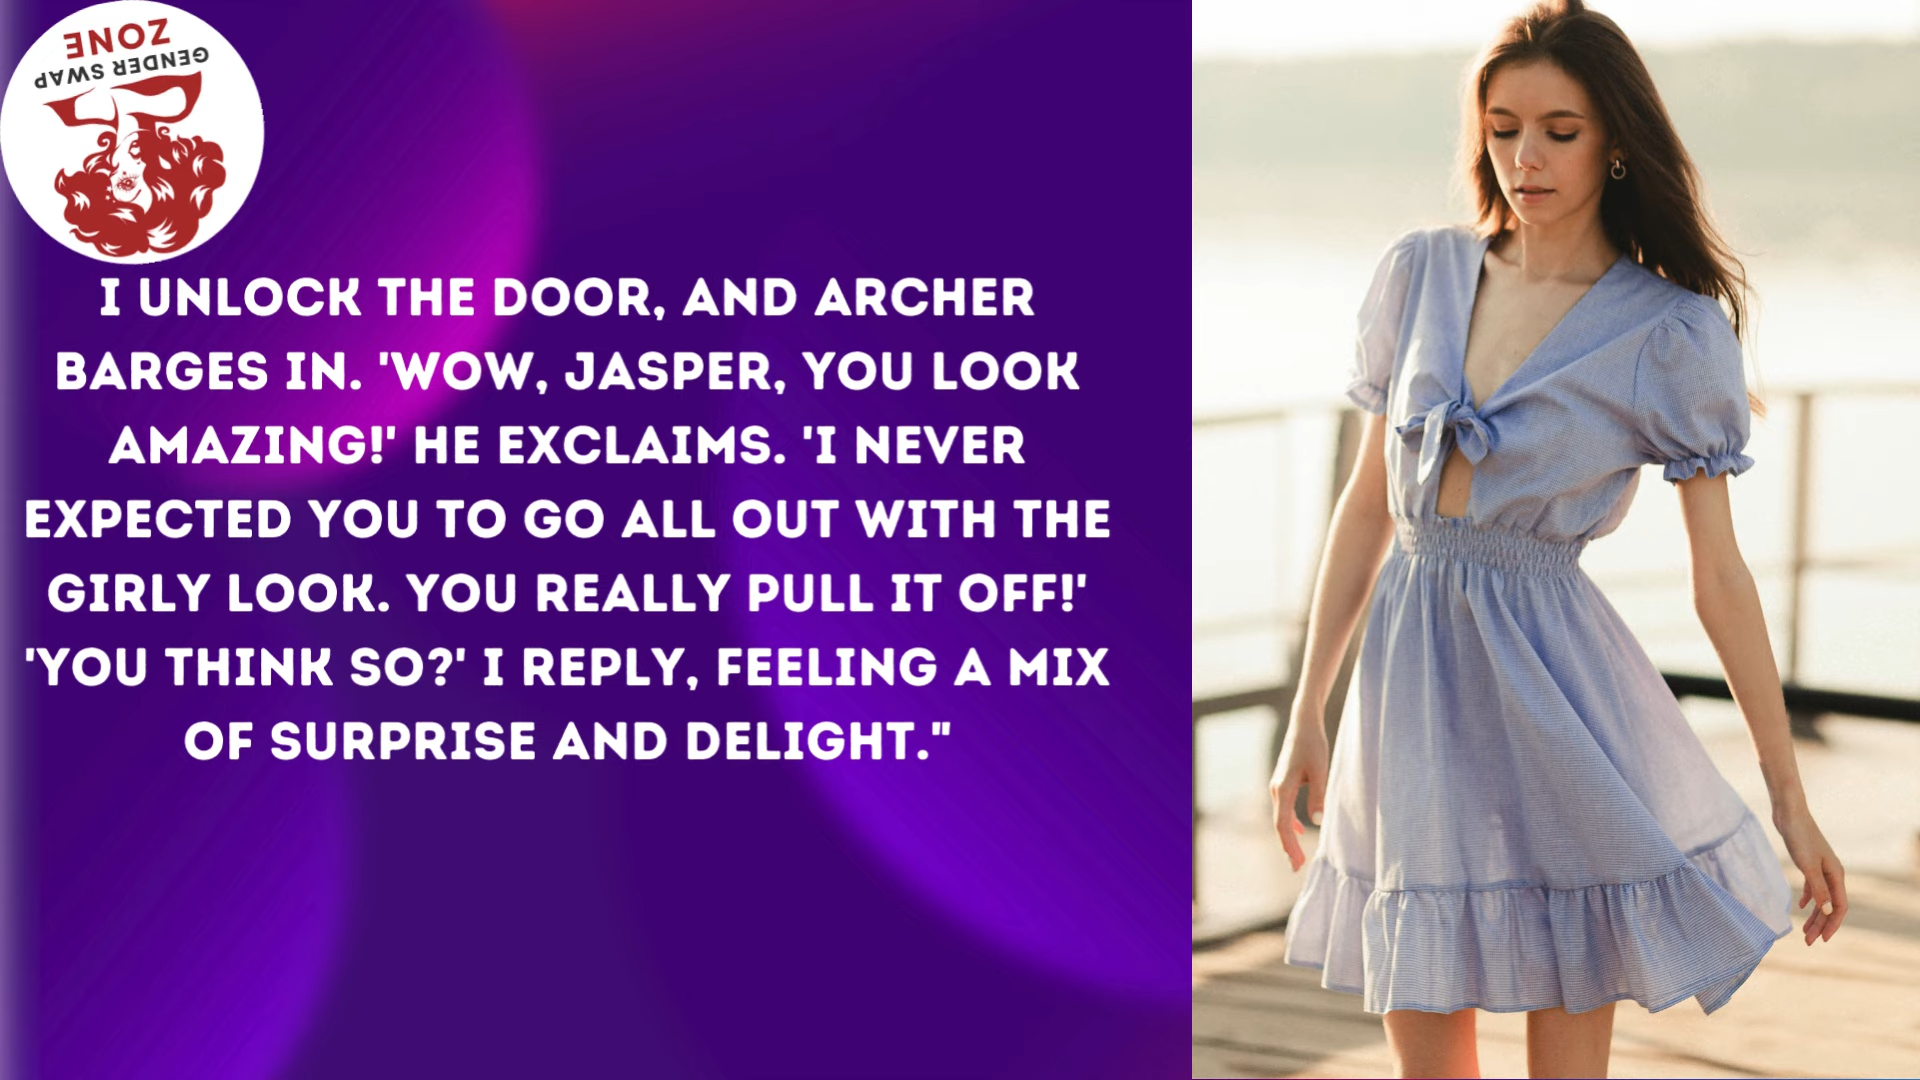 GENDER SWAP
ZONE
I UNLOCK THE DOOR, AND ARCHER
BARGES IN. 'WOW, JASPER, YOU LOOK
AMAZING!' HE EXCLAIMS. 'I NEVER
EXPECTED YOU TO GO ALL OUT WITH THE
GIRLY LOOK. YOU REALLY PULL IT OFF!'
'YOU THINK SO?' I REPLY, FEELING A MIX
OF SURPRISE AND DELIGHT."